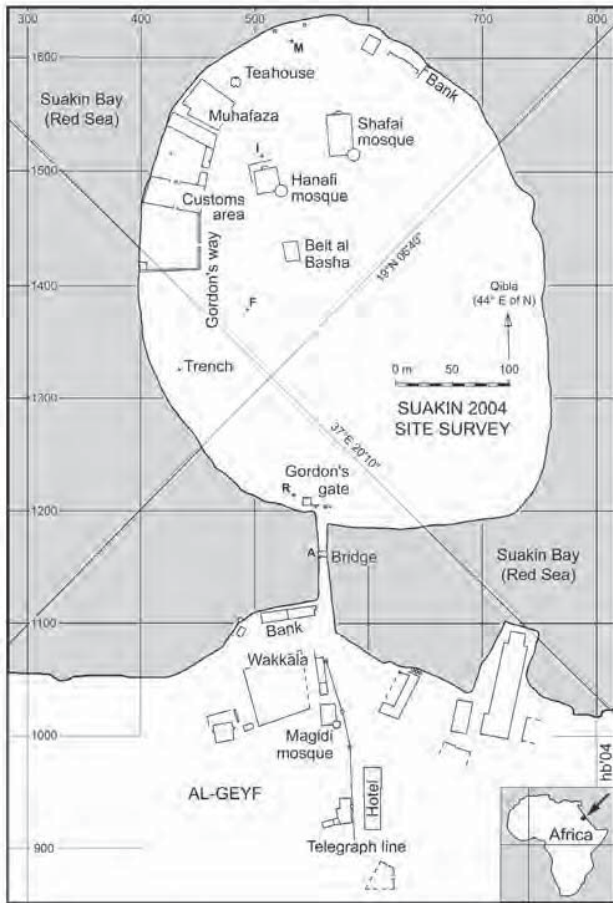 300 400 500 600 700 800
1600
1500
1400
1300
1200
1100
1000
900
M
Teahouse
Bank
Suakin Bay
(Red Sea)
Muhafaza
Shafai
mosque
I
Hanafi
mosque
Customs
area
Gordon's way
Beit al
Basha
19°N 06'40"
Qibla
(44° E of N)
F
0 m 50 100
Trench
SUAKIN 2004
SITE SURVEY
37°E 20'10"
Gordon's
gate
R
A
Bridge
Suakin Bay
(Red Sea)
Bank
Wakkala
Magidi
mosque
AL-GEYF
Hotel
Telegraph line
Africa
hb'04